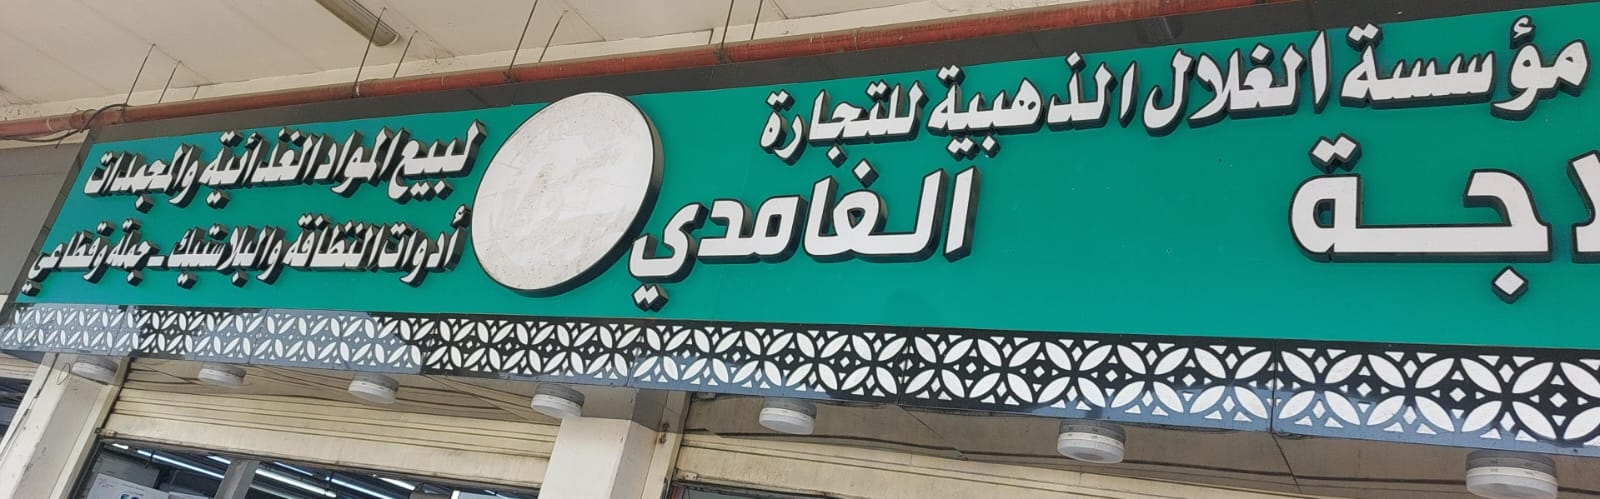 مؤسسة الغلال الذهبية للتجارة
الغامدي
لبيع المواد الغذائية والمجمدات
أدوات النظافة والبلاستيك - جملة وقطاعي